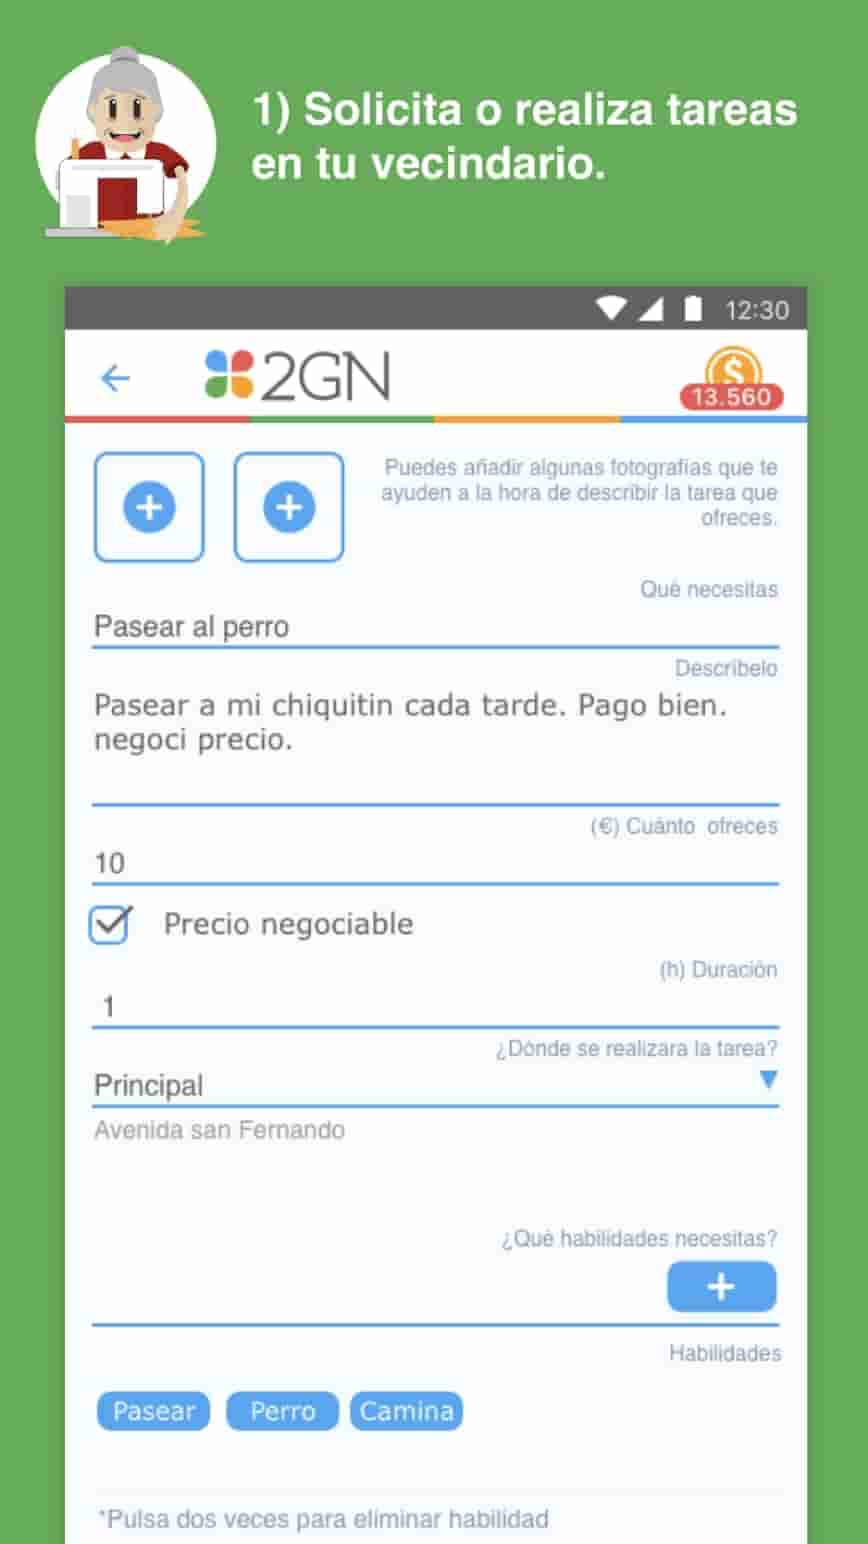 1) Solicita o realiza tareas
en tu vecindario.
12:30
2GN
$
13.560
Puedes añadir algunas fotografías que te
ayuden a la hora de describir la tarea que
ofreces.
Qué necesitas
Pasear al perro
Descríbelo
Pasear a mi chiquitin cada tarde. Pago bien.
negoci precio.
(€) Cuánto ofreces
10
Precio negociable
(h) Duración
1
¿Dónde se realizara la tarea?
Principal
Avenida san Fernando
¿Qué habilidades necesitas?
Habilidades
Pasear Perro Camina
*Pulsa dos veces para eliminar habilidad